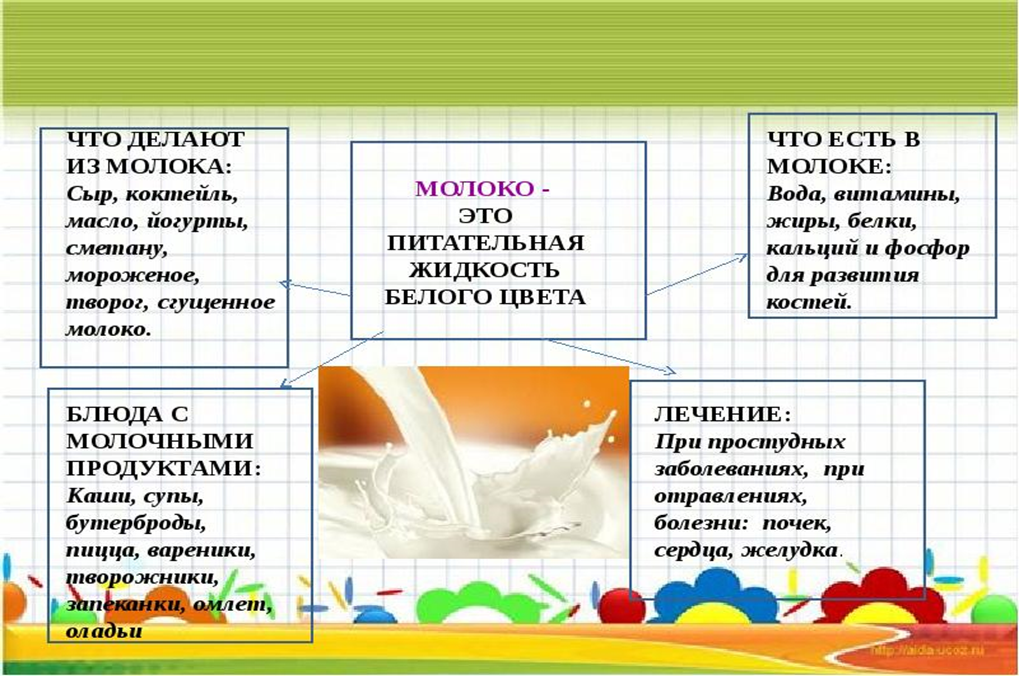 ЧТО ДЕЛАЮТ
ИЗ МОЛОКА:
Сыр, коктейль,
масло, йогурты,
сметану,
мороженое,
творог, сгущенное
молоко.
МОЛОКО -
ЭТО
ПИТАТЕЛЬНАЯ
ЖИДКОСТЬ
БЕЛОГО ЦВЕТА
ЧТО ЕСТЬ В
МОЛОКЕ:
Вода, витамины,
жиры, белки,
кальций и фосфор
для развития
костей.
БЛЮДА С
МОЛОЧНЫМИ
ПРОДУКТАМИ:
Каши, супы,
бутерброды,
пицца, вареники,
творожники,
запеканки, омлет,
оладьи
ЛЕЧЕНИЕ:
При простудных
заболеваниях, при
отравлениях,
болезни: почек,
сердца, желудка.
http://aida-ucoz.ru